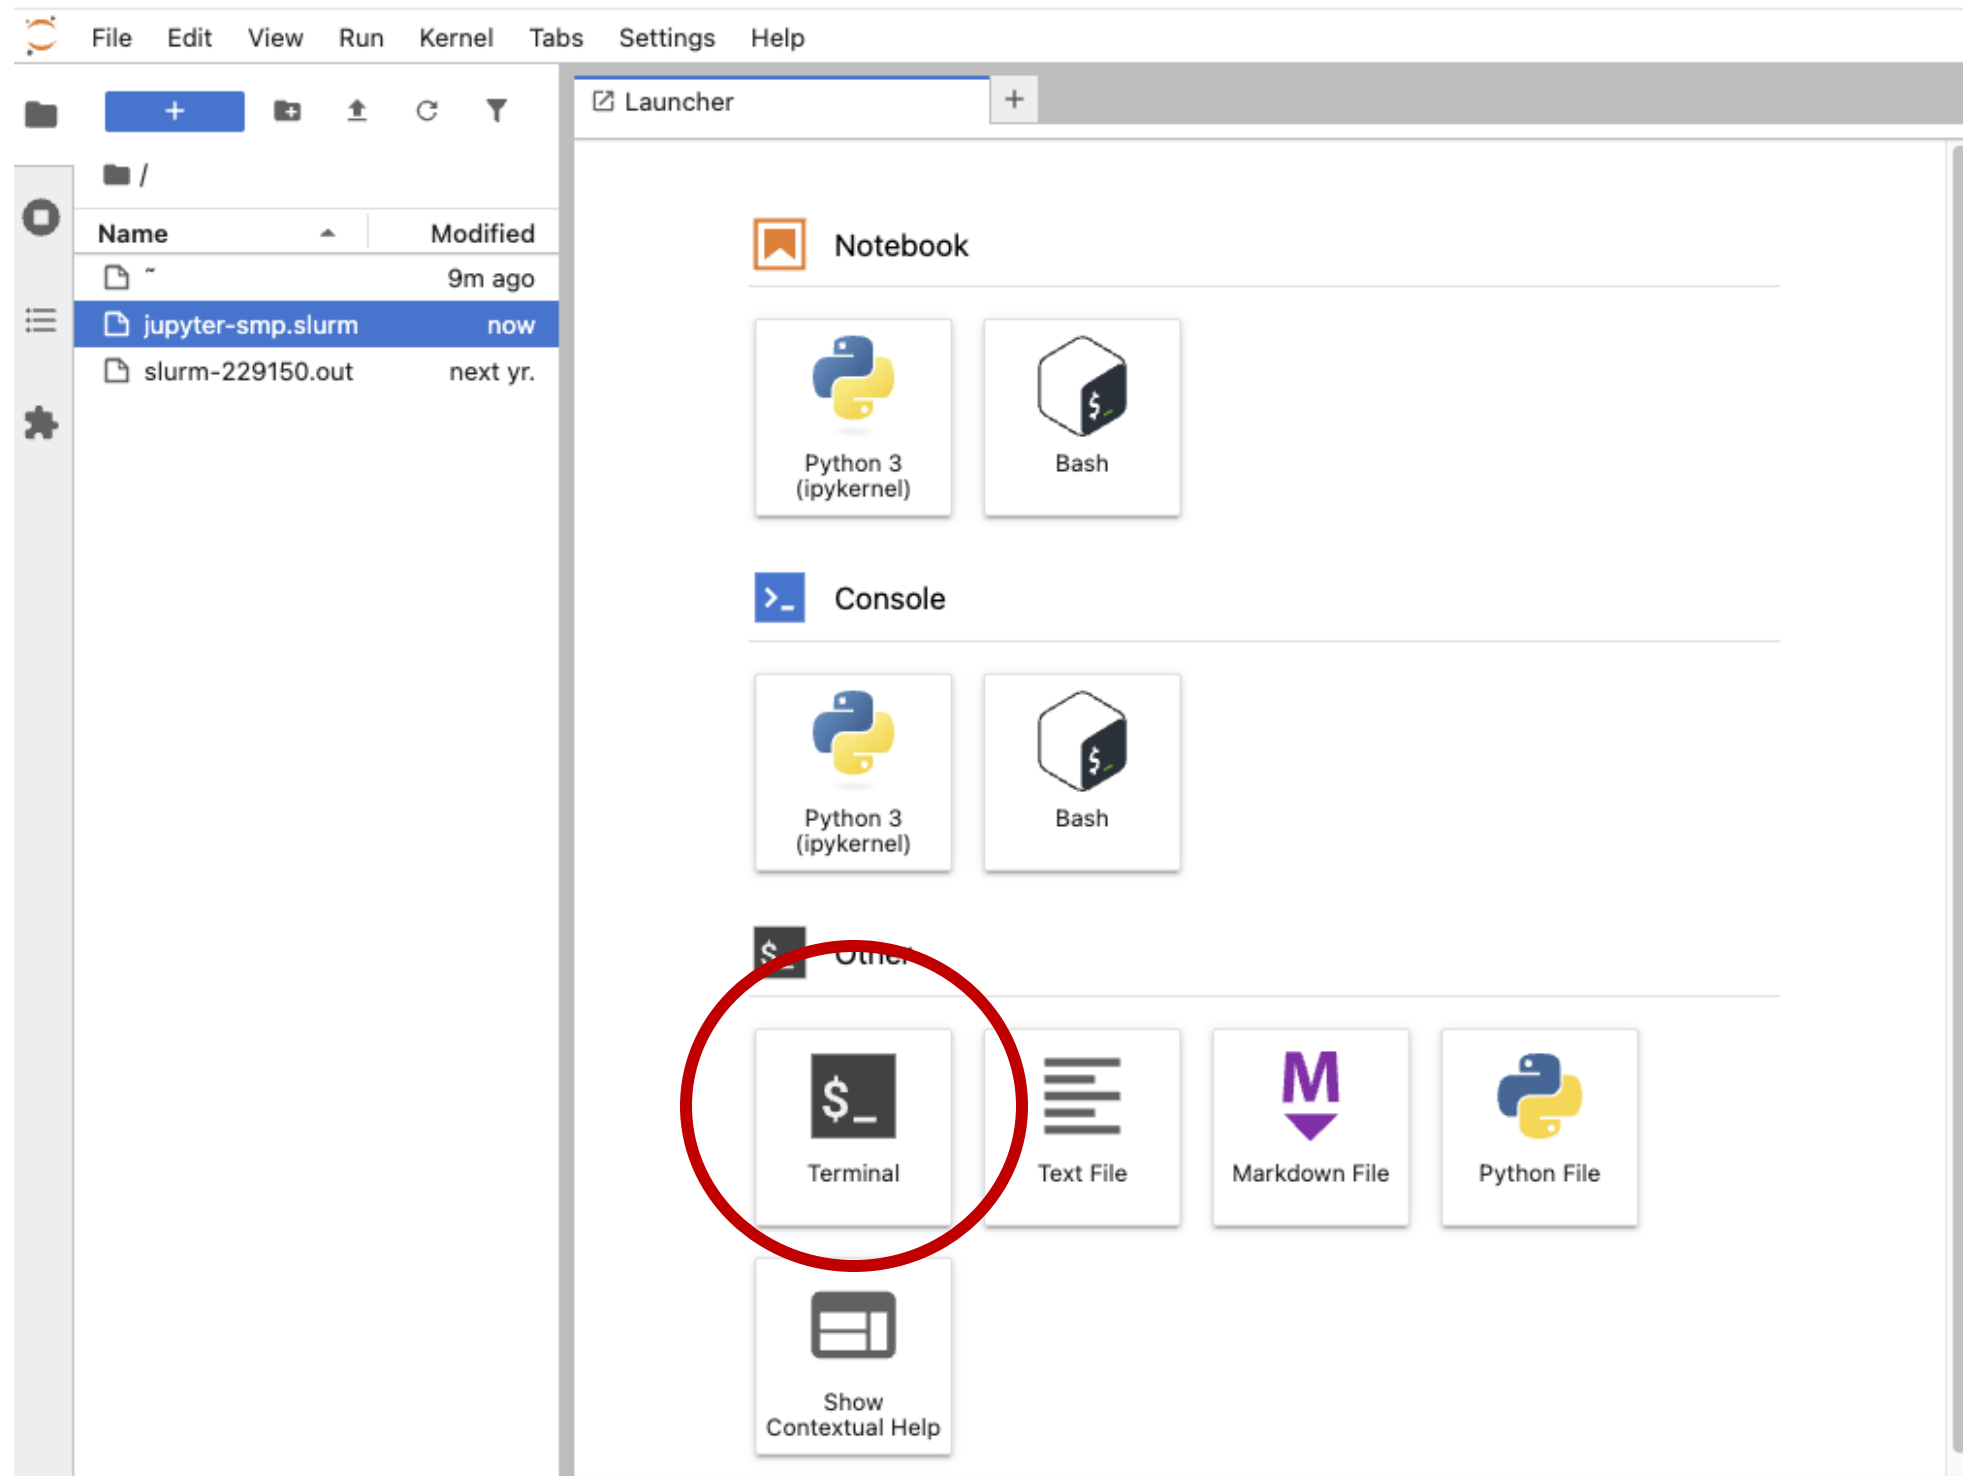 File Edit View Run Kernel Tabs Settings Help
+
Launcher
+
/
Name Modified
~ 9m ago
jupyter-smp.slurm now
slurm-229150.out next yr.
Notebook
Python 3
(ipykernel)
$_
Bash
>_ Console
Python 3
(ipykernel)
$_
Bash
$_ Other
$_
Terminal
Text File
M
Markdown File
Python File
Show
Contextual Help